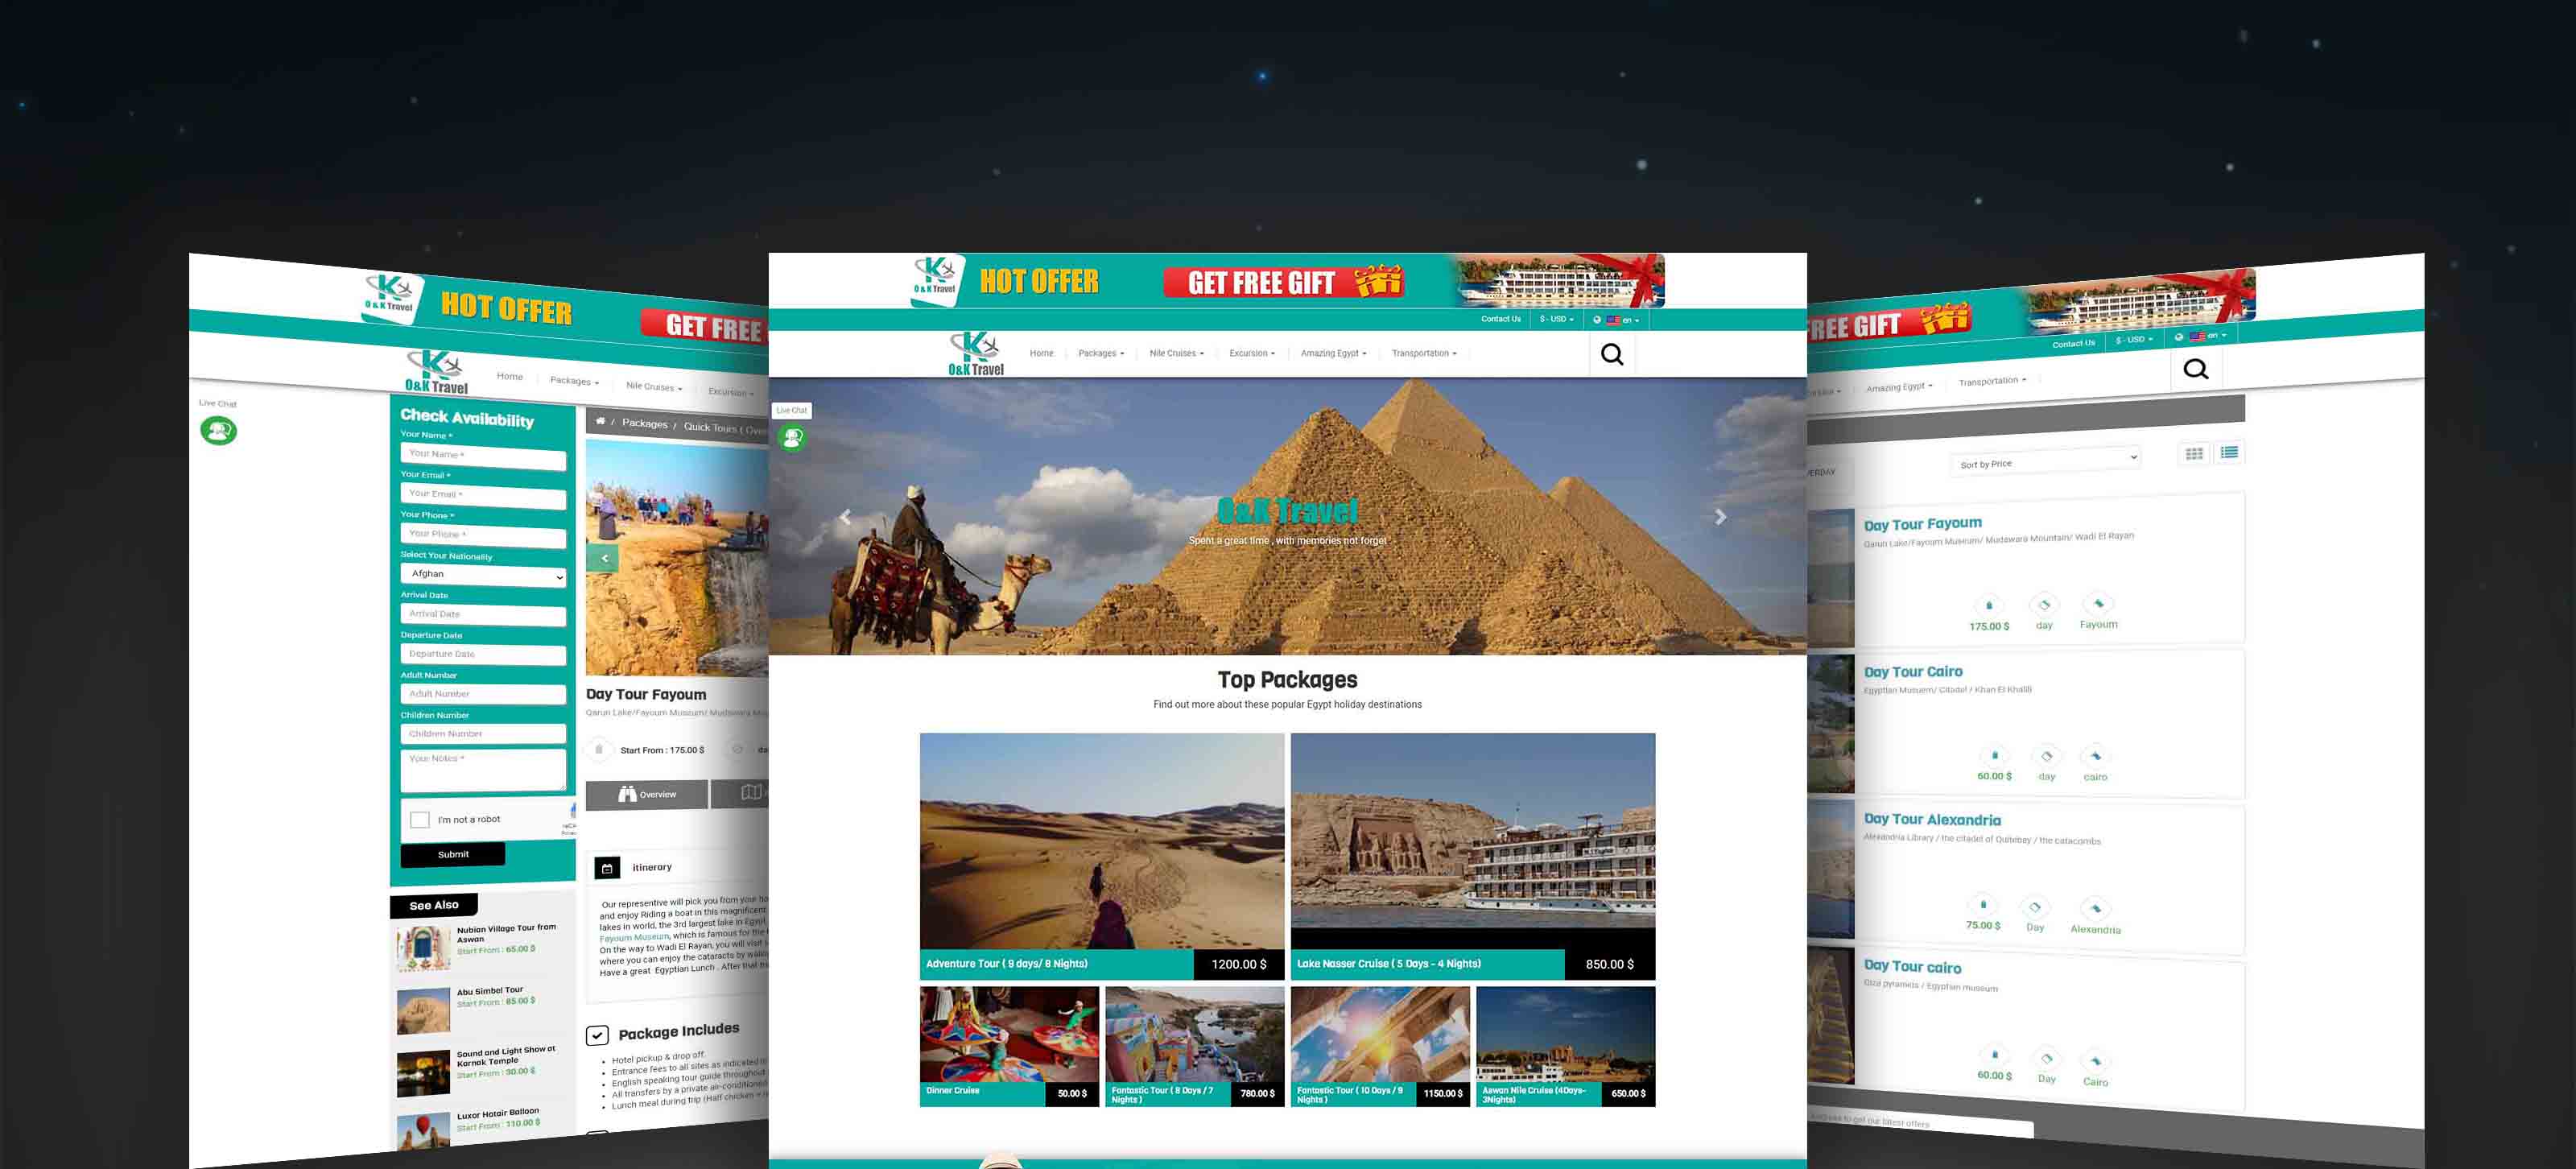 O & K Travel
HOT OFFER
GET FREE
O&K Travel
Home
Packages
Nile Cruises
Excursion
Live Chat
Check Availability
Your Name *
Your Name *
Your Email *
Your Email *
Your Phone *
Your Phone *
Select Your Nationality
Afghan
Arrival Date
Arrival Date
Departure Date
Departure Date
Adult Number
Adult Number
Children Number
Children Number
Your Notes *
I'm not a robot
Submit
See Also
Nubian Village Tour from
Aswan
Start From : 65.00 $
Abu Simbel Tour
Start From : 85.00 $
Sound and Light Show at
Karnak Temple
Start From : 30.00 $
Luxor Hotair Balloon
Start From : 110.00 $
/ Packages / Quick Tours ( Over
Day Tour Fayoum
Qarun Lake/Fayoum Museum/ Mudawara
Start From : 175.00 $
Overview
itinerary
Our representive will pick you from your
and enjoy Riding a boat in this magnificent
lakes in world, the 3rd largest lake in Egypt
Fayoum Museum, which is famous for the
On the way to Wadi El Rayan, you will visit
where you can enjoy the cataracts by
Have a great Egyptian Lunch . After that
Package Includes
Hotel pickup & drop off.
Entrance fees to all sites as indicated
English speaking tour guide throughout
All transfers by a private air-conditioned
Lunch meal during trip (Half chicken
O & K Travel
HOT OFFER
GET FREE GIFT
Contact Us
$ - USD
en
O&K Travel
Home
Packages
Nile Cruises
Excursion
Amazing Egypt
Transportation
Live Chat
O&K Travel
Spent a great time , with memories not forget
Top Packages
Find out more about these popular Egypt holiday destinations
Adventure Tour ( 9 days/ 8 Nights)
1200.00 $
Lake Nasser Cruise ( 5 Days - 4 Nights)
850.00 $
Dinner Cruise
50.00 $
Fantastic Tour ( 8 Days / 7
Nights )
780.00 $
Fantastic Tour ( 10 Days / 9
Nights )
1150.00 $
Aswan Nile Cruise (4Days-
3Nights)
650.00 $
REE GIFT
Contact Us
$ - USD
en
Amazing Egypt
Transportation
ERDAY
Sort by Price
Day Tour Fayoum
Qarun Lake/Fayoum Museum/ Mudawara Mountain/ Wadi El Rayan
175.00 $
day
Fayoum
Day Tour Cairo
Egyptian Musuem/ Citadel / Khan El Khalili
60.00 $
day
cairo
Day Tour Alexandria
Alexandria Library / the citadel of Quitebey / the catacombs
75.00 $
Day
Alexandria
Day Tour cairo
Giza pyramids / Egyptian museum
60.00 $
Day
Cairo
to get our latest offers